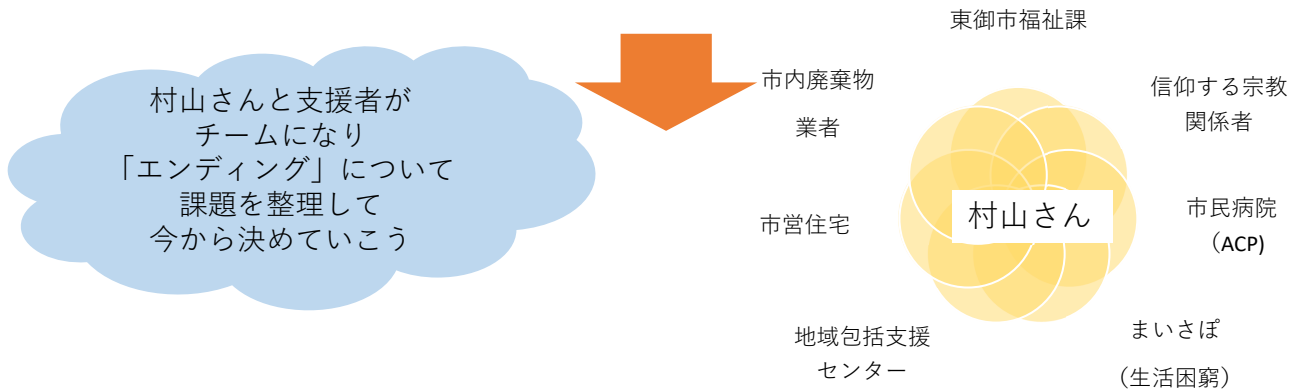 村山さんと支援者が
チームになり
「エンディング」について
課題を整理して
今から決めていこう
東御市福祉課
市内廃棄物
業者
信仰する宗教
関係者
市営住宅
村山さん
市民病院
（ACP)
地域包括支援
センター
まいさぽ
（生活困窮）